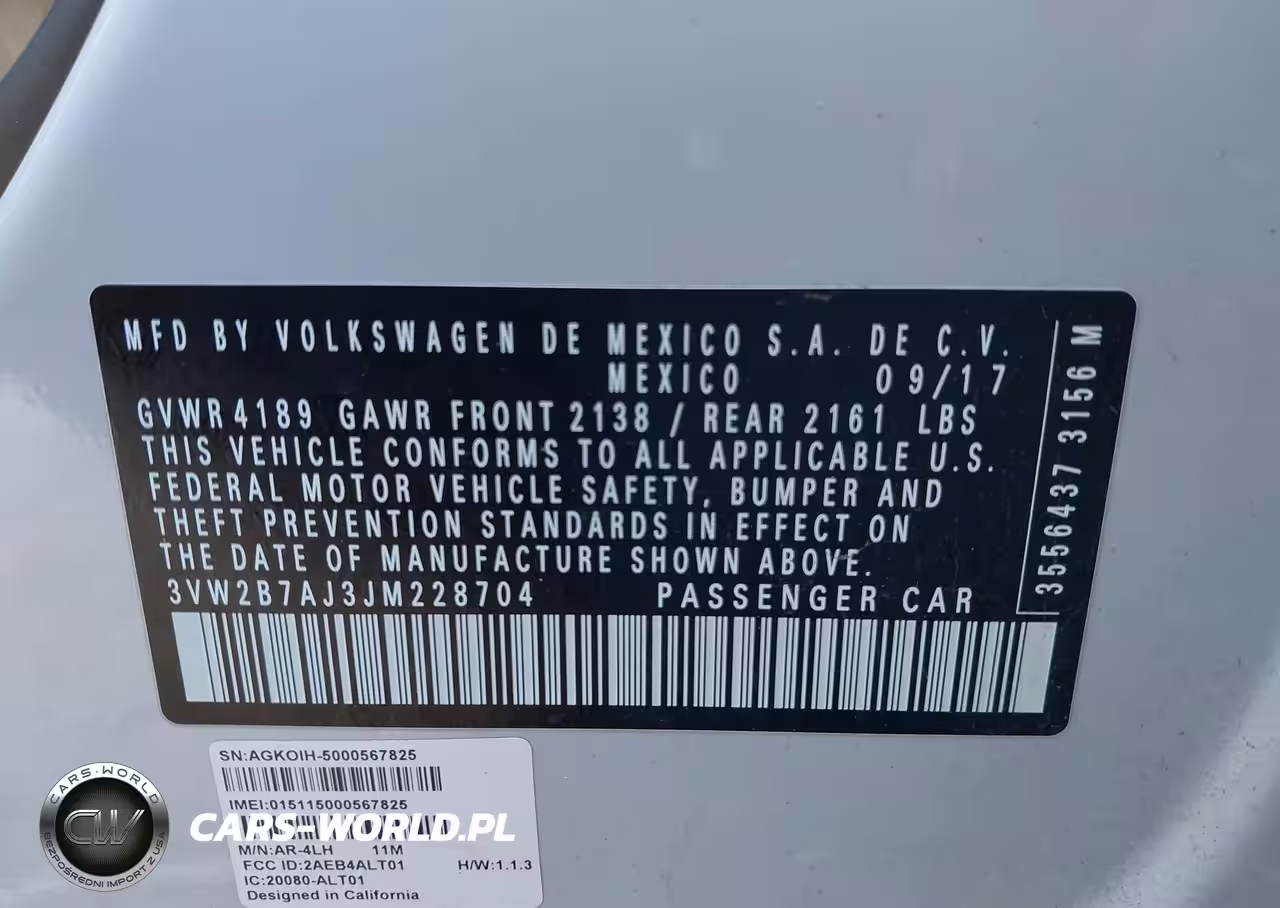 MFD BY VOLKSWAGEN DE MEXICO S.A. DE C.V.
MEXICO 09/17
GVWR 4189 GAWR FRONT 2138 / REAR 2161 LBS
THIS VEHICLE CONFORMS TO ALL APPLICABLE U.S.
FEDERAL MOTOR VEHICLE SAFETY, BUMPER AND
THEFT PREVENTION STANDARDS IN EFFECT ON
THE DATE OF MANUFACTURE SHOWN ABOVE.
3VW2B7AJ3JM228704 PASSENGER CAR
3556437 3156 M
SN:AGKOIH-5000567825
IMEI:015115000567825
M/N:AR-4LH 11M
FCC ID:2AEB4ALT01 H/W:1.1.3
IC:20080-ALT01
Designed in California
CARS-WORLD
CW
BEZPOŚREDNI IMPORT Z USA
CARS-WORLD.PL